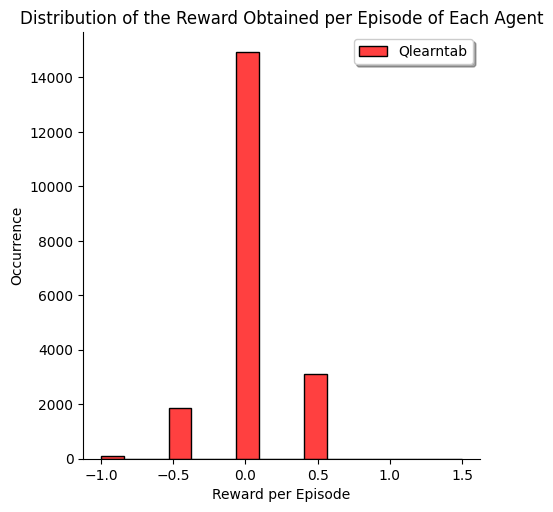 Distribution of the Reward Obtained per Episode of Each Agent
Qlearntab
14000
12000
10000
8000
6000
4000
2000
0
Occurrence
−1.0 −0.5 0.0 0.5 1.0 1.5
Reward per Episode